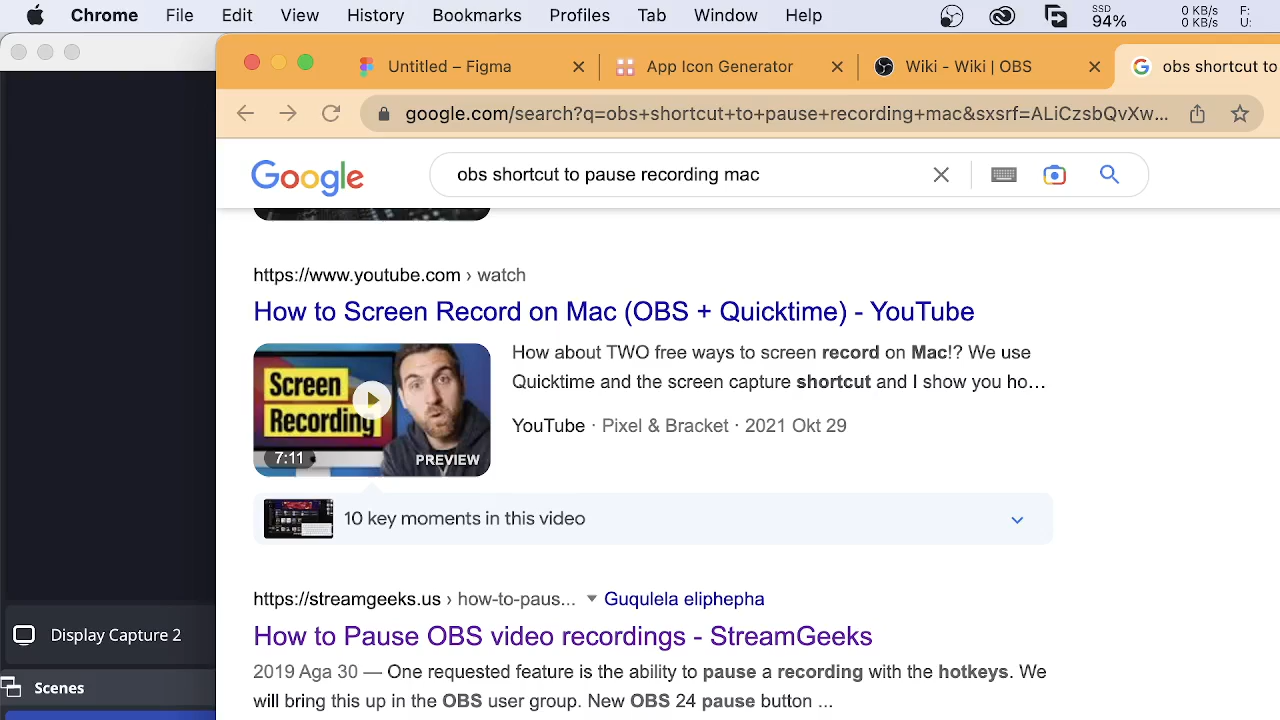 Chrome File Edit View History Bookmarks Profiles Tab Window Help SSD 94% 0 KB/s 0 KB/s F: U:
Untitled – Figma App Icon Generator Wiki - Wiki | OBS obs shortcut to
google.com/search?q=obs+shortcut+to+pause+recording+mac&sxsrf=ALiCzsbQvXw...
Google obs shortcut to pause recording mac
https://www.youtube.com › watch
How to Screen Record on Mac (OBS + Quicktime) - YouTube
Screen
Recording
7:11
PREVIEW
How about TWO free ways to screen record on Mac!? We use
Quicktime and the screen capture shortcut and I show you ho...
YouTube · Pixel & Bracket · 2021 Okt 29
10 key moments in this video
https://streamgeeks.us › how-to-paus... Guqulela eliphepha
How to Pause OBS video recordings - StreamGeeks
2019 Aga 30 — One requested feature is the ability to pause a recording with the hotkeys. We
will bring this up in the OBS user group. New OBS 24 pause button ...
Display Capture 2
Scenes